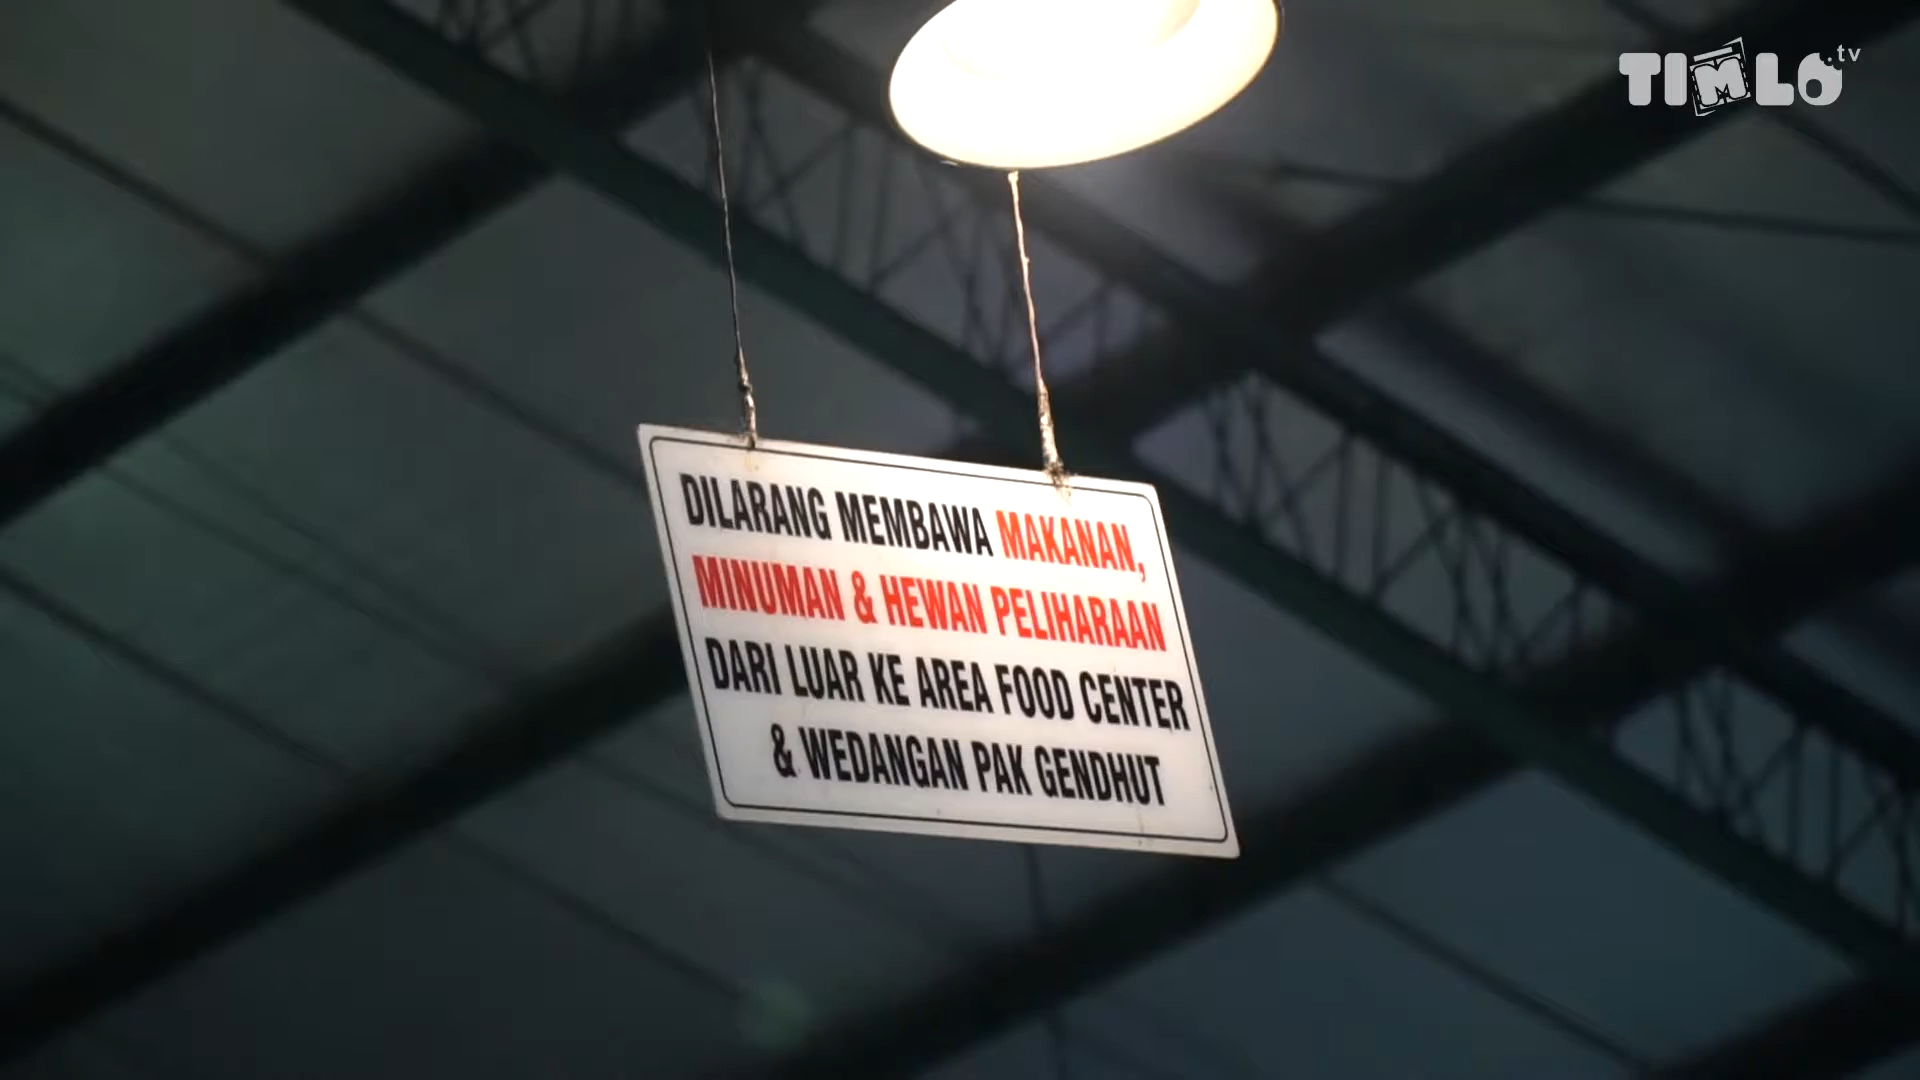 TIMLO.tv
DILARANG MEMBAWA MAKANAN,
MINUMAN & HEWAN PELIHARAAN
DARI LUAR KE AREA FOOD CENTER
& WEDANGAN PAK GENDHUT